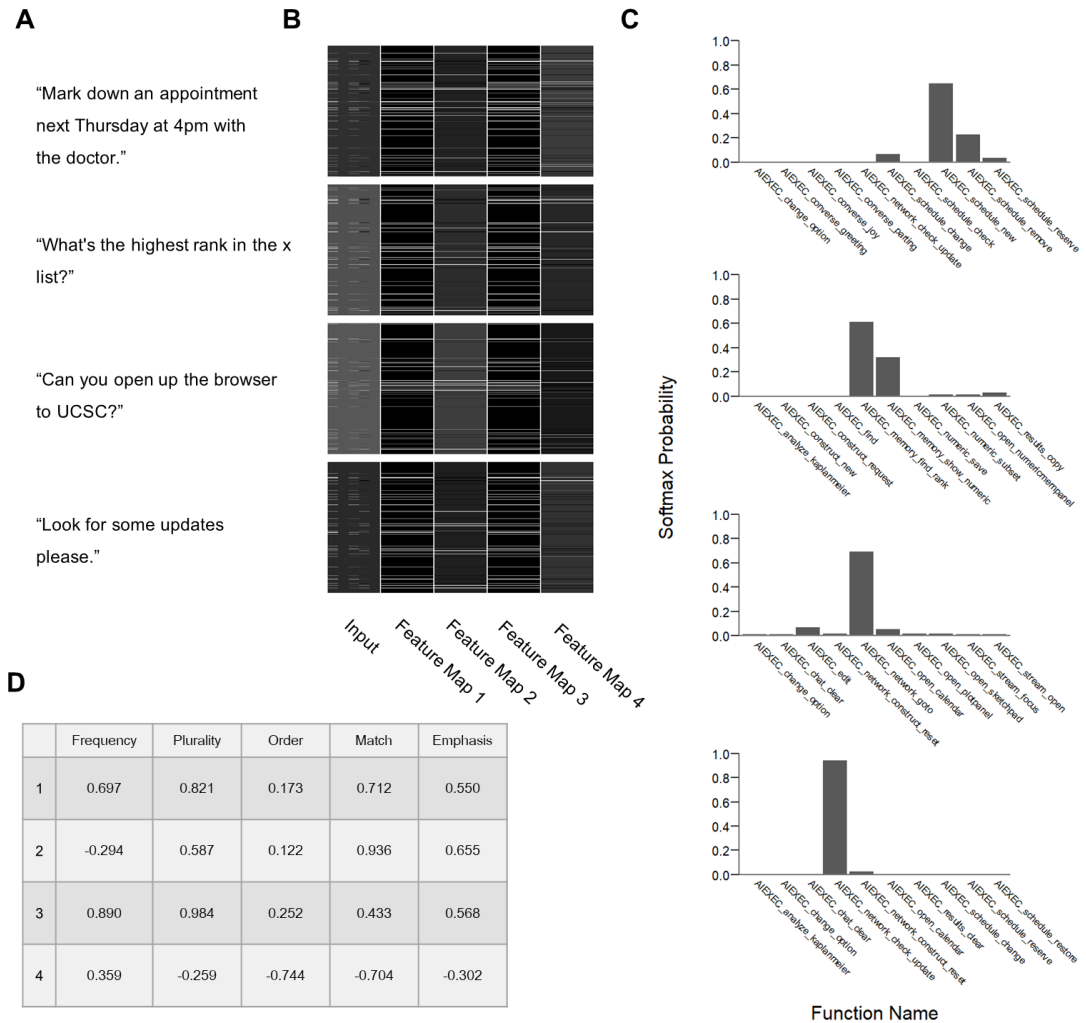 A
“Mark down an appointment
next Thursday at 4pm with
the doctor.”
“What's the highest rank in the x
list?”
“Can you open up the browser
to UCSC?”
“Look for some updates
please.”
B
Input
Feature Map 1
Feature Map 2
Feature Map 3
Feature Map 4
C
Softmax Probability
1.0
0.8
0.6
0.4
0.2
0.0
AIEXEC_change_option
AIEXEC_converse_greeting
AIEXEC_converse_joy
AIEXEC_converse_parting
AIEXEC_network_check_update
AIEXEC_schedule_change
AIEXEC_schedule_check
AIEXEC_schedule_new
AIEXEC_schedule_remove
AIEXEC_schedule_reserve
1.0
0.8
0.6
0.4
0.2
0.0
AIEXEC_analyze_kaplanmeier
AIEXEC_construct_new
AIEXEC_construct_request
AIEXEC_find
AIEXEC_memory_find_rank
AIEXEC_memory_show_numeric
AIEXEC_numeric_save
AIEXEC_numeric_subset
AIEXEC_open_numericmempanel
AIEXEC_results_copy
1.0
0.8
0.6
0.4
0.2
0.0
AIEXEC_change_option
AIEXEC_chat_clear
AIEXEC_edit
AIEXEC_network_construct_reset
AIEXEC_network_goto
AIEXEC_open_calendar
AIEXEC_open_plotpanel
AIEXEC_open_sketchpad
AIEXEC_stream_focus
AIEXEC_stream_open
1.0
0.8
0.6
0.4
0.2
0.0
AIEXEC_analyze_kaplanmeier
AIEXEC_change_option
AIEXEC_chat_clear
AIEXEC_network_check_update
AIEXEC_network_construct_reset
AIEXEC_open_calendar
AIEXEC_results_clear
AIEXEC_schedule_change
AIEXEC_schedule_reserve
AIEXEC_schedule_restore
Function Name
D
Frequency Plurality Order Match Emphasis
1 0.697 0.821 0.173 0.712 0.550
2 -0.294 0.587 0.122 0.936 0.655
3 0.890 0.984 0.252 0.433 0.568
4 0.359 -0.259 -0.744 -0.704 -0.302